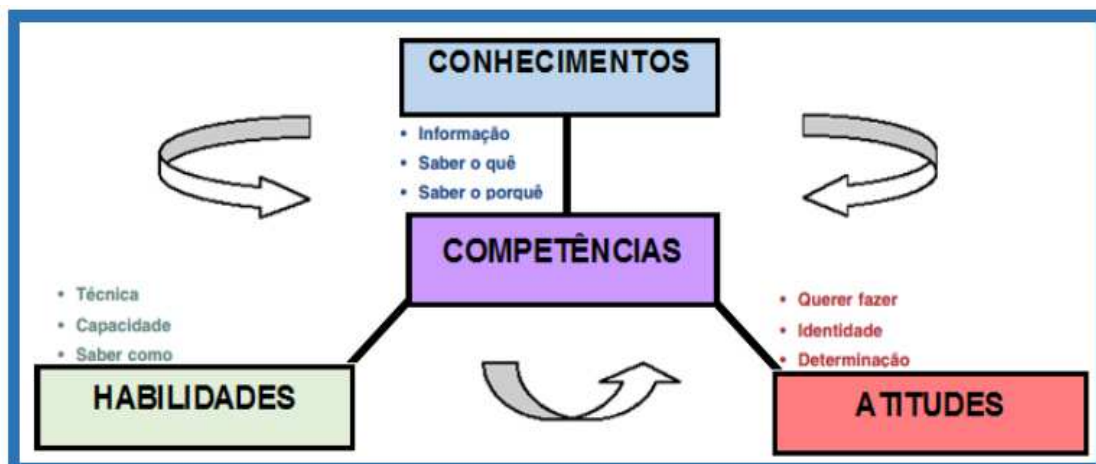 CONHECIMENTOS
• Informação
• Saber o quê
• Saber o porquê
COMPETÊNCIAS
• Técnica
• Capacidade
• Saber como
HABILIDADES
• Querer fazer
• Identidade
• Determinação
ATITUDES